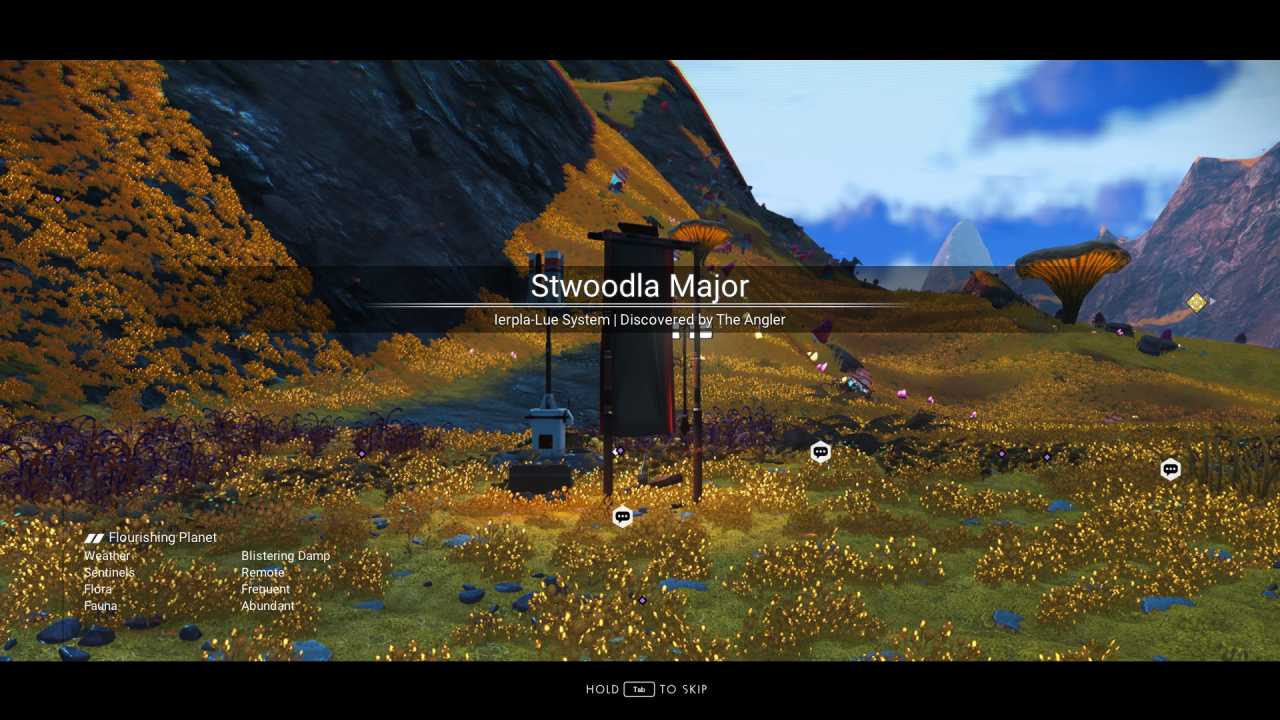 Stwoodla Major
Ierpla-Lue System | Discovered by The Angler
Flourishing Planet
Weather Blistering Damp
Sentinels Remote
Flora Frequent
Fauna Abundant
HOLD Tab TO SKIP